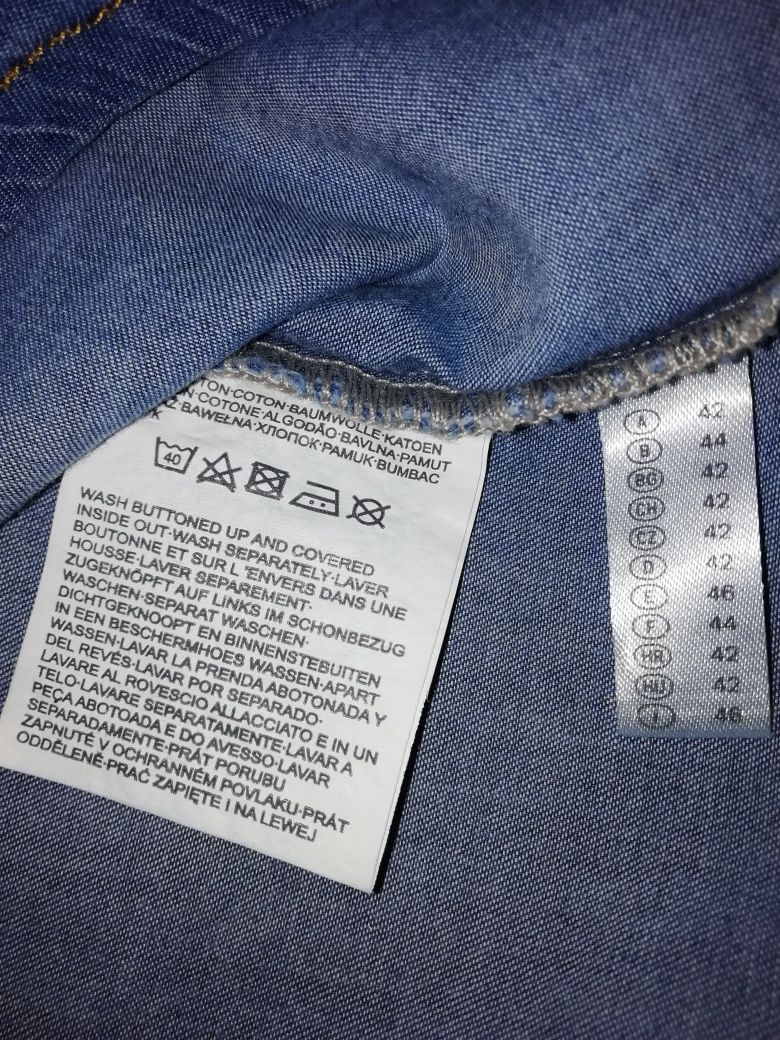 TON·COTON·BAUMWOLLE·KATOEN
N·COTONE·ALGODÃO·BAVLNA·PAMUT
BAWEŁNA·ХЛОПОК·PAMUK·BUMBAC
40
WASH BUTTONED UP AND COVERED
INSIDE OUT·WASH SEPARATELY·LAVER
BOUTONNE ET SUR L'ENVERS DANS UNE
HOUSSE·LAVER SEPAREMENT·
ZUGEKNÖPFT AUF LINKS IM SCHONBEZUG
WASCHEN·SEPARAT WASCHEN·
DICHTGEKNOOPT EN BINNENSTEBUITEN
IN EEN BESCHERMHOES WASSEN·APART
WASSEN·LAVAR LA PRENDA ABOTONADA Y
DEL REVÉS·LAVAR POR SEPARADO·
LAVARE AL ROVESCIO ALLACCIATO E IN UN
TELO·LAVARE SEPARATAMENTE·LAVAR A
PEÇA ABOTOADA E DO AVESSO·LAVAR
SEPARADAMENTE·PRÁT PORUBU
ZAPNUTÉ V OCHRANNÉM POVLAKU·PRÁT
ODDĚLENĚ·PRAĆ ZAPIĘTE I NA LEWEJ
A 42
B 44
BG 42
CH 42
CZ 42
D 42
E 46
F 44
42
42
I 46